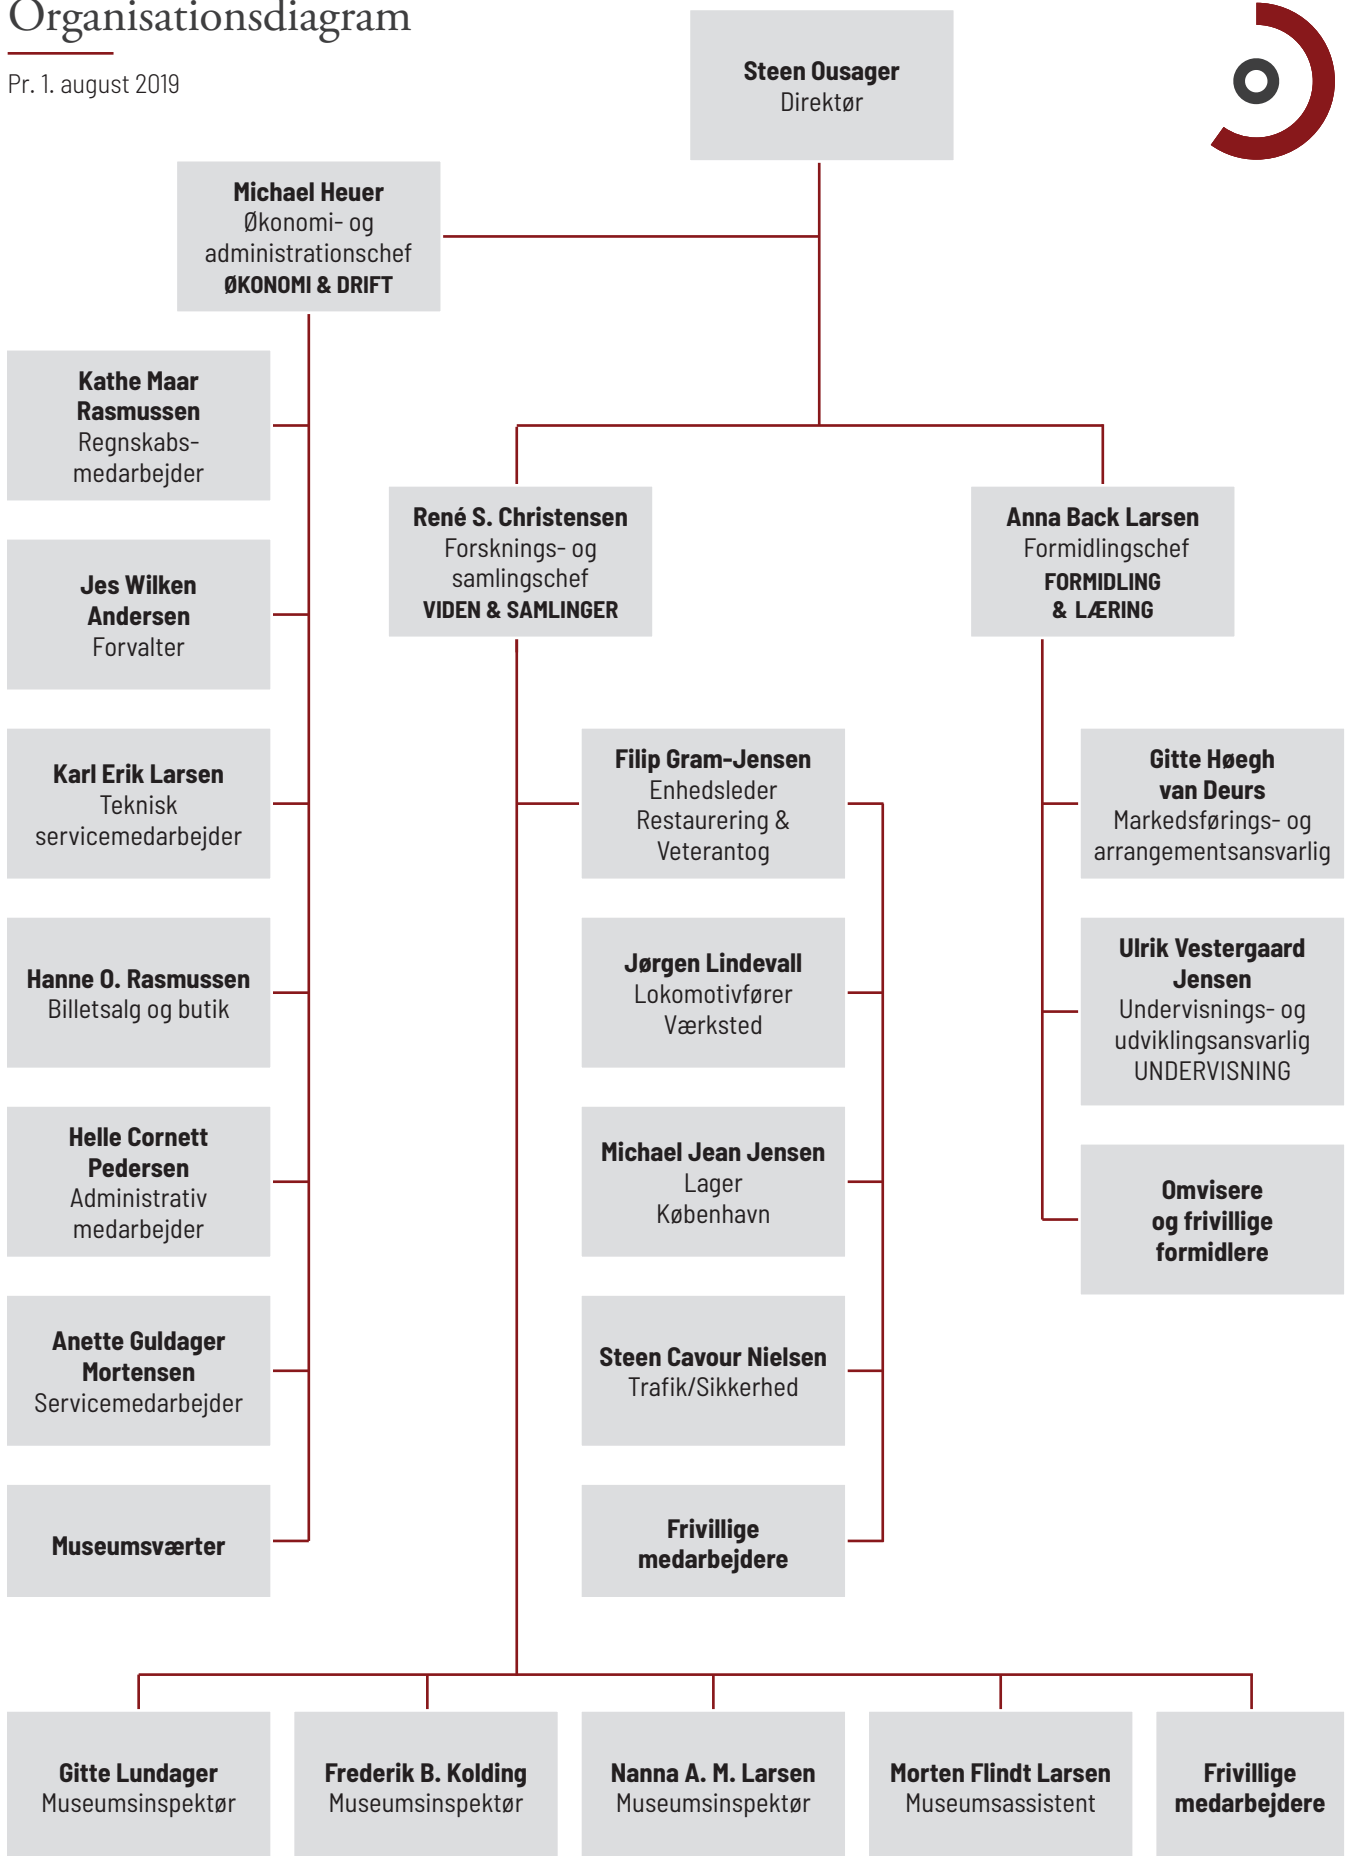 Organisationsdiagram
Pr. 1. august 2019
Steen Ousager
Direktør
Michael Heuer
Økonomi- og
administrationschef
ØKONOMI & DRIFT
Kathe Maar
Rasmussen
Regnskabs-
medarbejder
Jes Wilken
Andersen
Forvalter
Karl Erik Larsen
Teknisk
servicemedarbejder
Hanne O. Rasmussen
Billetsalg og butik
Helle Cornett
Pedersen
Administrativ
medarbejder
Anette Guldager
Mortensen
Servicemedarbejder
Museumsværter
René S. Christensen
Forsknings- og
samlingschef
VIDEN & SAMLINGER
Filip Gram-Jensen
Enhedsleder
Restaurering &
Veterantog
Jørgen Lindevall
Lokomotivfører
Værksted
Michael Jean Jensen
Lager
København
Steen Cavour Nielsen
Trafik/Sikkerhed
Frivillige
medarbejdere
Anna Back Larsen
Formidlingschef
FORMIDLING
& LÆRING
Gitte Høegh
van Deurs
Markedsførings- og
arrangementsansvarlig
Ulrik Vestergaard
Jensen
Undervisnings- og
udviklingsansvarlig
UNDERVISNING
Omvisere
og frivillige
formidlere
Gitte Lundager
Museumsinspektør
Frederik B. Kolding
Museumsinspektør
Nanna A. M. Larsen
Museumsinspektør
Morten Flindt Larsen
Museumsassistent
Frivillige
medarbejdere